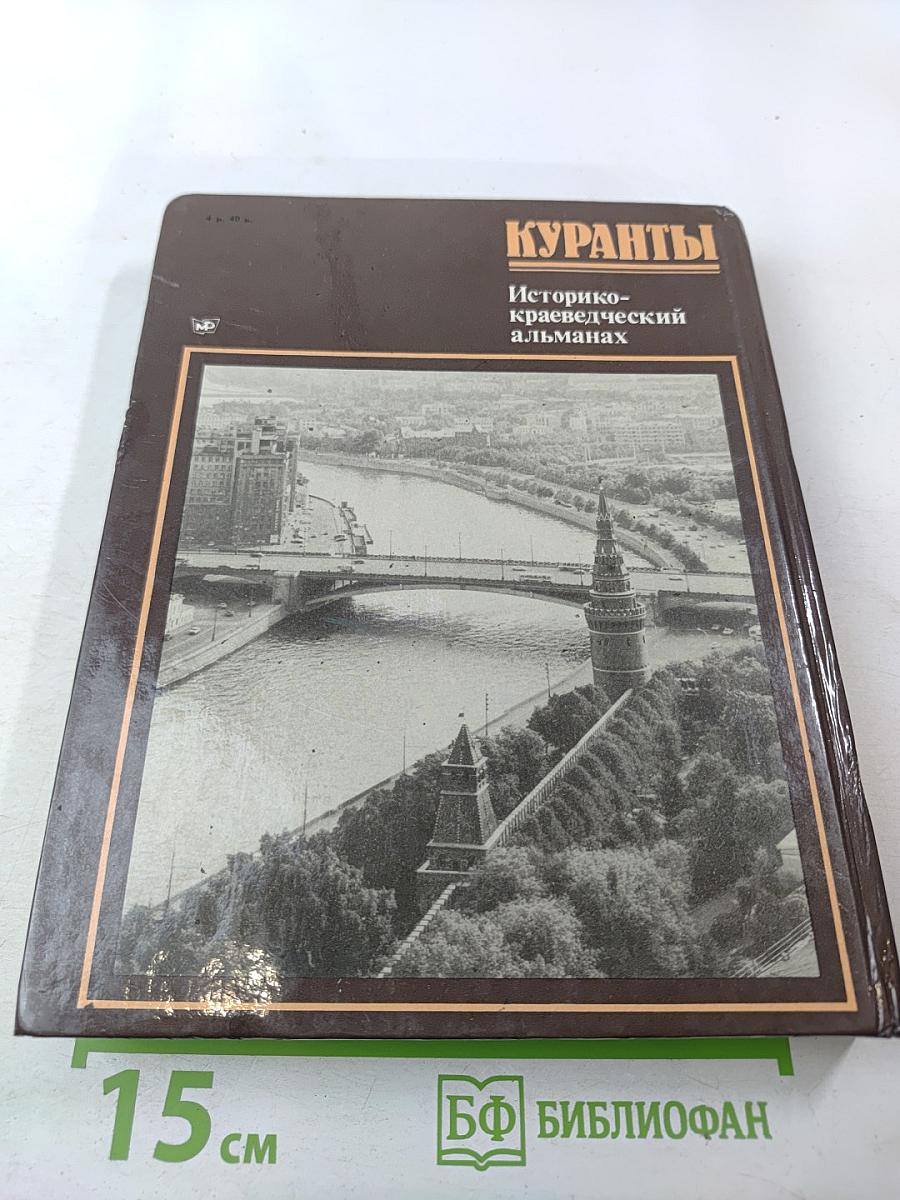 4 р. 40 к.
КУРАНТЫ
Историко-
краеведческий
альманах
МР
15 см
БФ БИБЛИОФАН